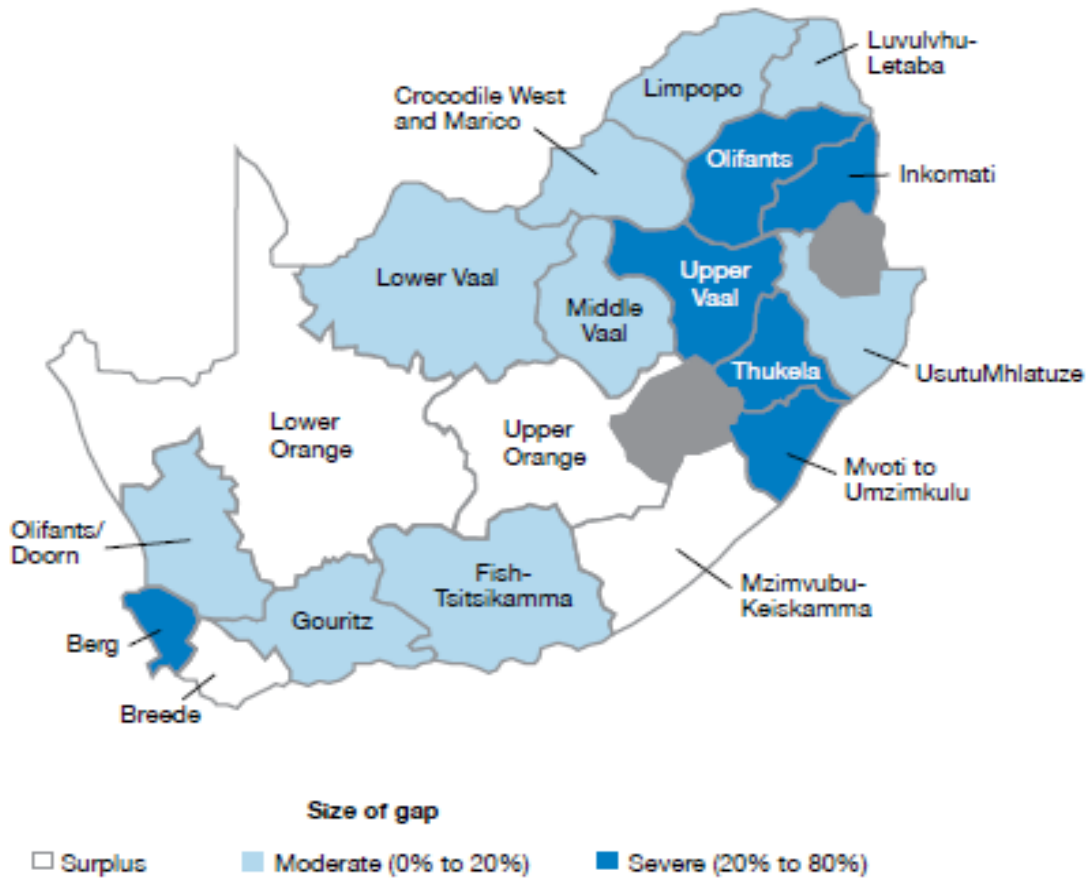 Luvulvhu-
Letaba
Limpopo
Crocodile West
and Marico
Olifants
Inkomati
Lower Vaal
Upper
Vaal
Middle
Vaal
Thukela
UsutuMhlatuze
Lower
Orange
Upper
Orange
Mvoti to
Umzimkulu
Olifants/
Doorn
Fish-
Tsitsikamma
Mzimvubu-
Keiskamma
Gouritz
Berg
Breede
Size of gap
Surplus
Moderate (0% to 20%)
Severe (20% to 80%)